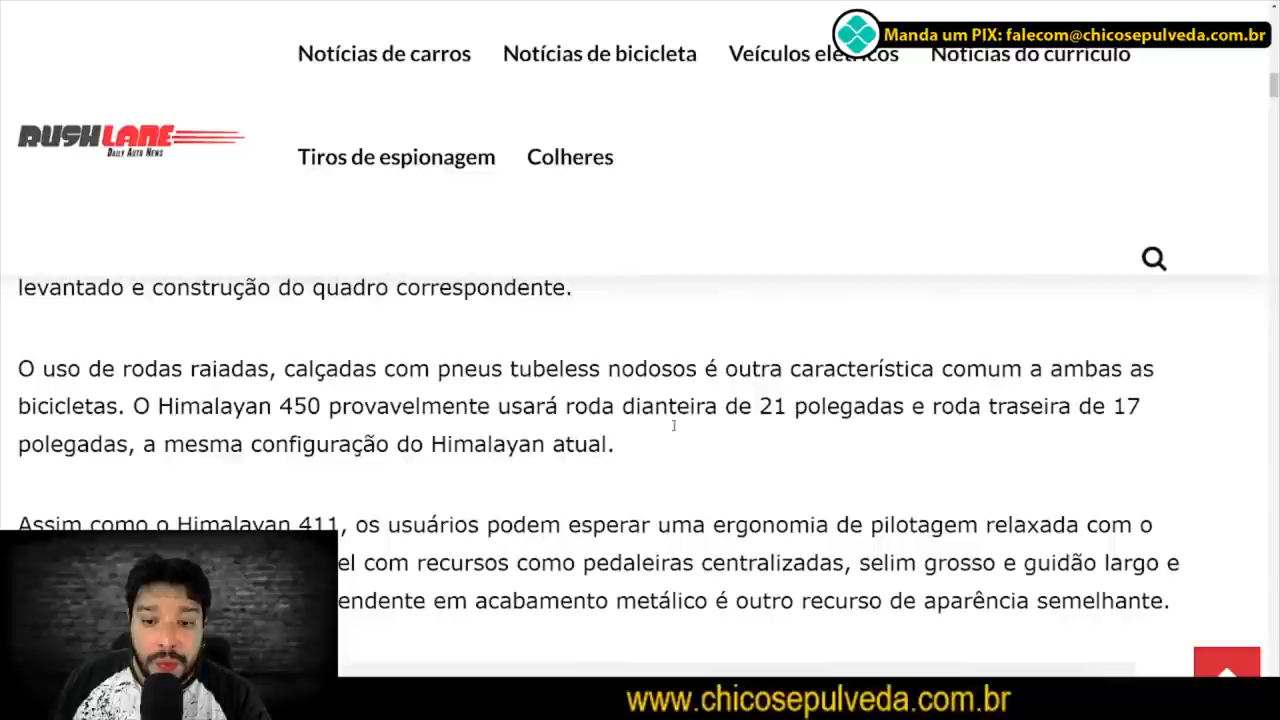 Manda um PIX: falecom@chicosepulveda.com.br
Notícias de carros Notícias de bicicleta Veículos elétricos Notícias do currículo
RUSHLANE
DAILY AUTO NEWS
Tiros de espionagem Colheres
levantado e construção do quadro correspondente.
O uso de rodas raiadas, calçadas com pneus tubeless nodosos é outra característica comum a ambas as
bicicletas. O Himalayan 450 provavelmente usará roda dianteira de 21 polegadas e roda traseira de 17
polegadas, a mesma configuração do Himalayan atual.
Assim como o Himalayan 411, os usuários podem esperar uma ergonomia de pilotagem relaxada com o
el com recursos como pedaleiras centralizadas, selim grosso e guidão largo e
endente em acabamento metálico é outro recurso de aparência semelhante.
www.chicosepulveda.com.br